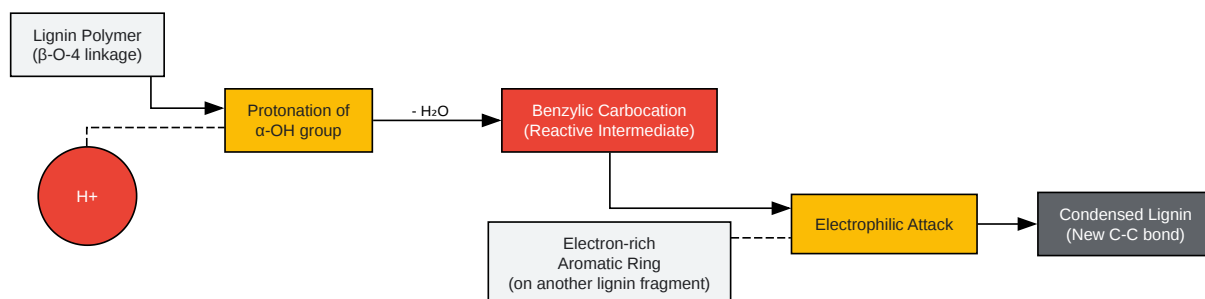 Lignin Polymer
(β-O-4 linkage)
Protonation of
α-OH group
- H₂O
Benzylic Carbocation
(Reactive Intermediate)
H+
Electron-rich
Aromatic Ring
(on another lignin fragment)
Electrophilic Attack
Condensed Lignin
(New C-C bond)